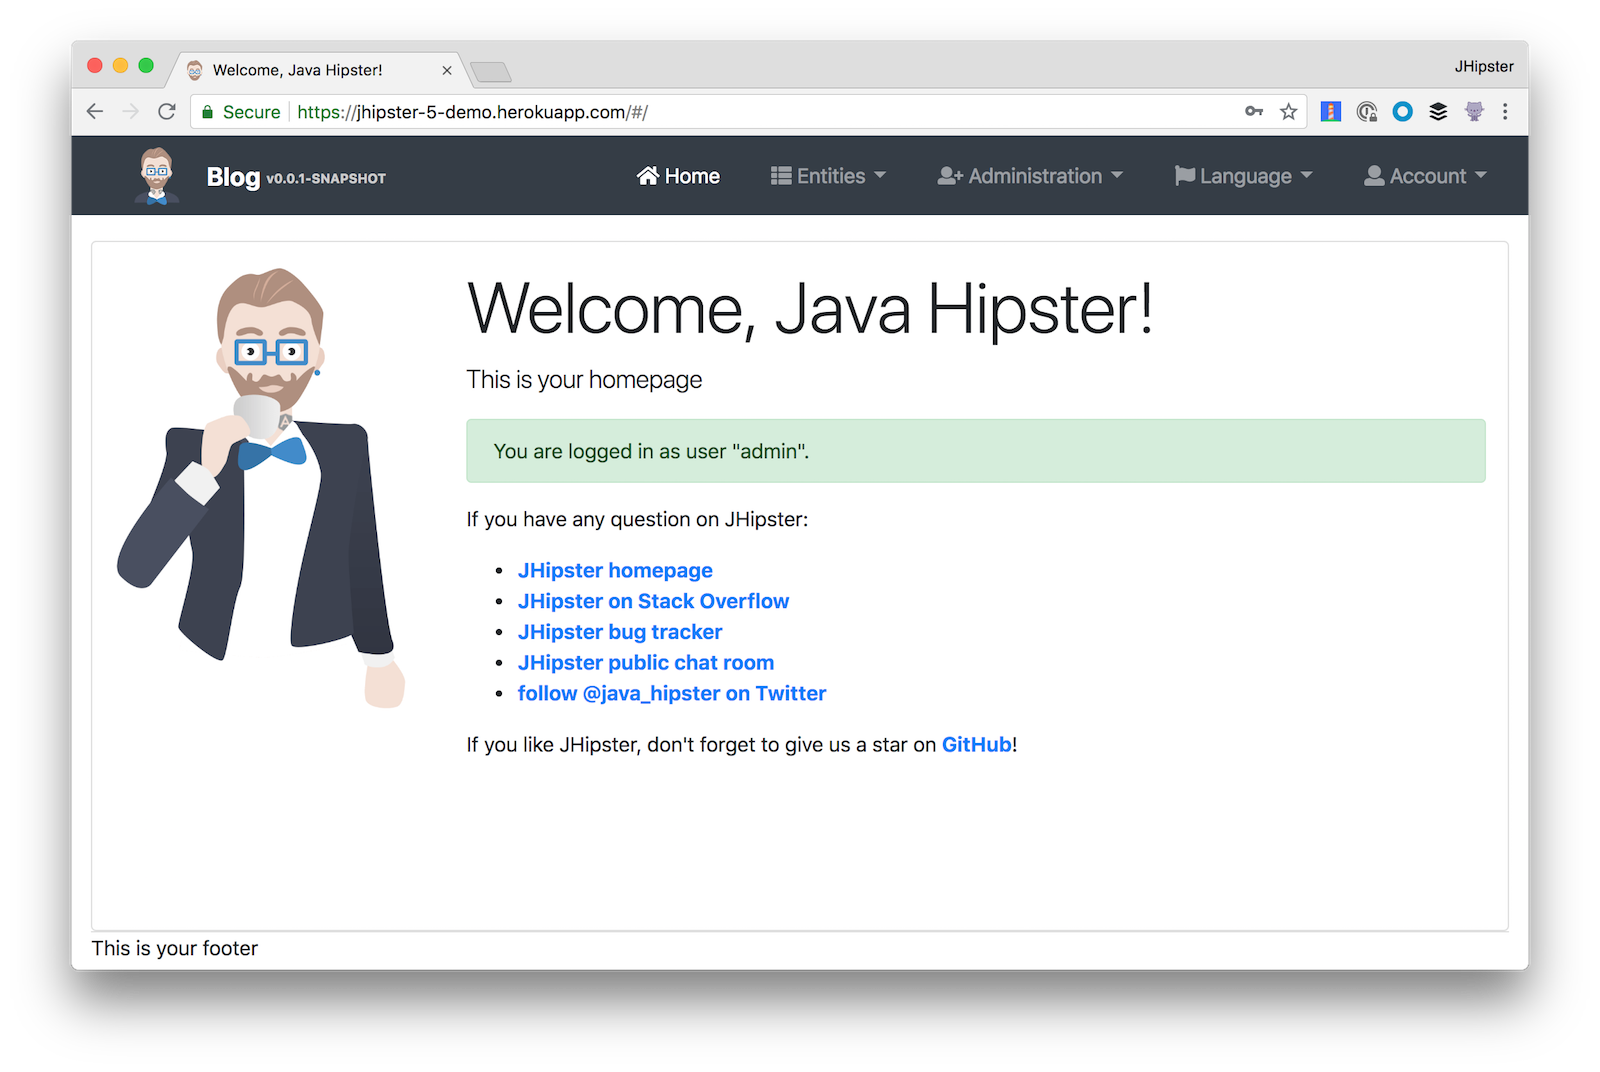 Welcome, Java Hipster!
JHipster
Secure https://jhipster-5-demo.herokuapp.com/#/
Blog v0.0.1-SNAPSHOT Home Entities Administration Language Account
Welcome, Java Hipster!
This is your homepage
A
You are logged in as user "admin".
If you have any question on JHipster:
JHipster homepage
JHipster on Stack Overflow
JHipster bug tracker
JHipster public chat room
follow @java_hipster on Twitter
If you like JHipster, don't forget to give us a star on GitHub!
This is your footer